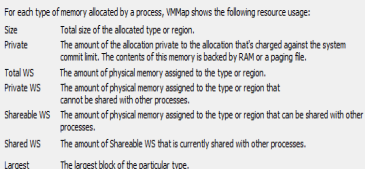 For each type of memory allocated by a process, VMMap shows the following resource usage:
Size Total size of the allocated type or region.
Private The amount of the allocation private to the allocation that's charged against the system
commit limit. The contents of this memory is backed by RAM or a paging file.
Total WS The amount of physical memory assigned to the type or region.
Private WS The amount of physical memory assigned to the type or region that
cannot be shared with other processes.
Shareable WS The amount of physical memory assigned to the type or region that can be shared with other
processes.
Shared WS The amount of Shareable WS that is currently shared with other processes.
Largest The largest block of the particular type.